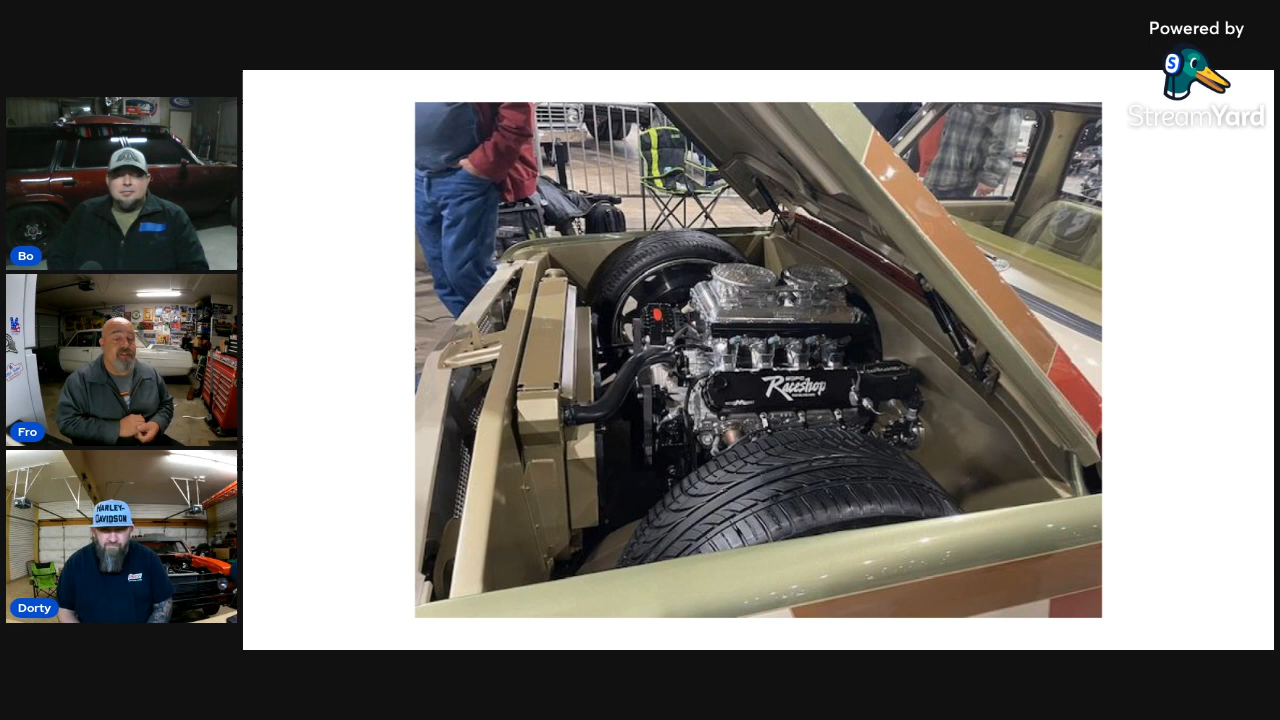 Powered by
S
StreamYard
Bo
Fro
HARLEY-
DAVIDSON
Dorty
Raceshop